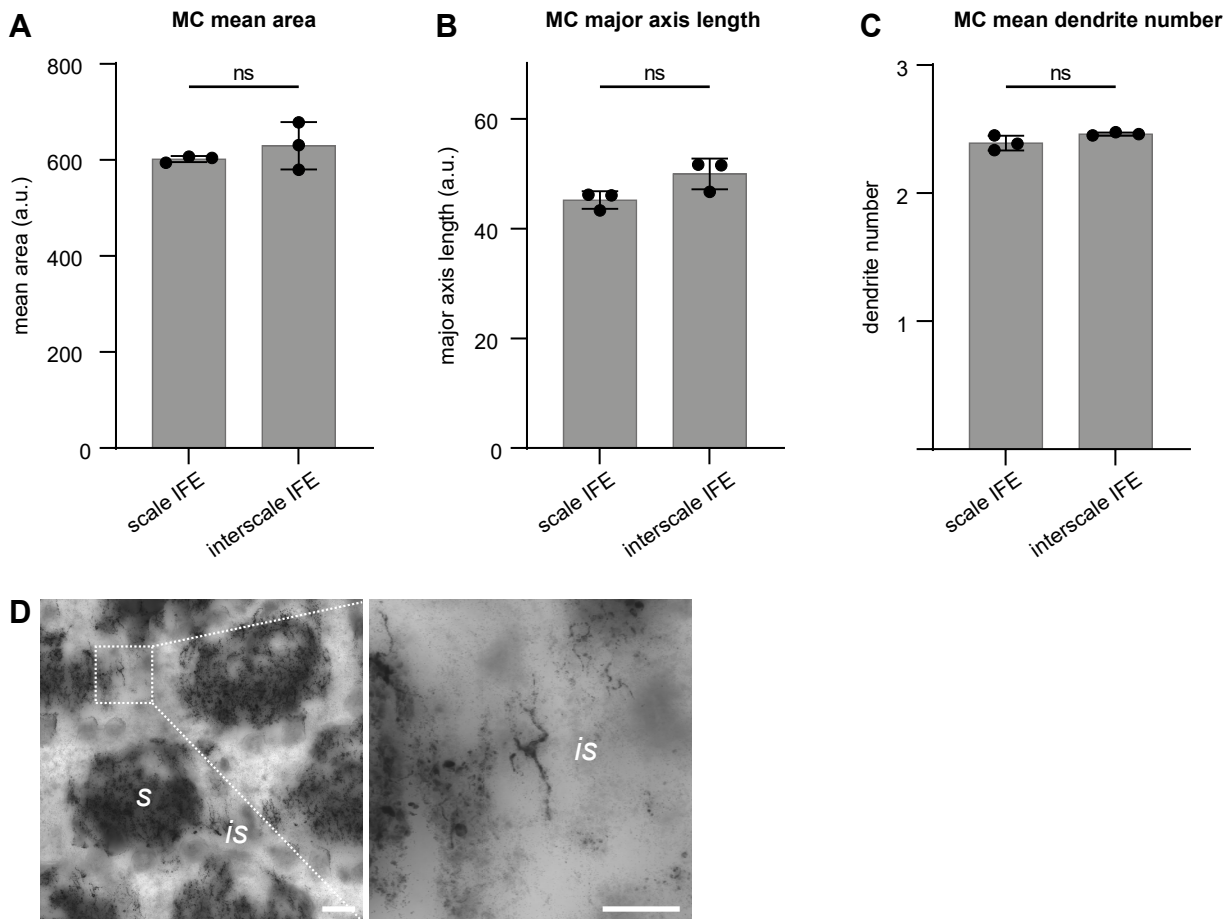 A
MC mean area
800
600
400
200
0
mean area (a.u.)
ns
scale IFE
interscale IFE
B
MC major axis length
60
40
20
0
major axis length (a.u.)
ns
scale IFE
interscale IFE
C
MC mean dendrite number
3
2
1
dendrite number
ns
scale IFE
interscale IFE
D
s
is
is